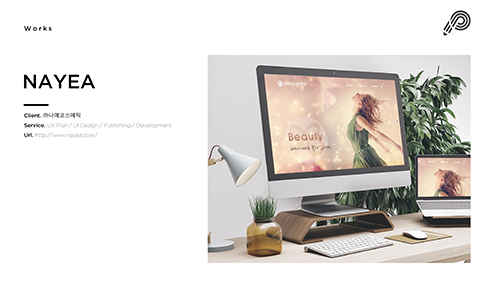 Works
NAYEA
Client. ㈜나예코스메틱
Service. UX Plan / UI Design / Publishing / Development
Url. http://www.nayea.co.kr/
Beauty